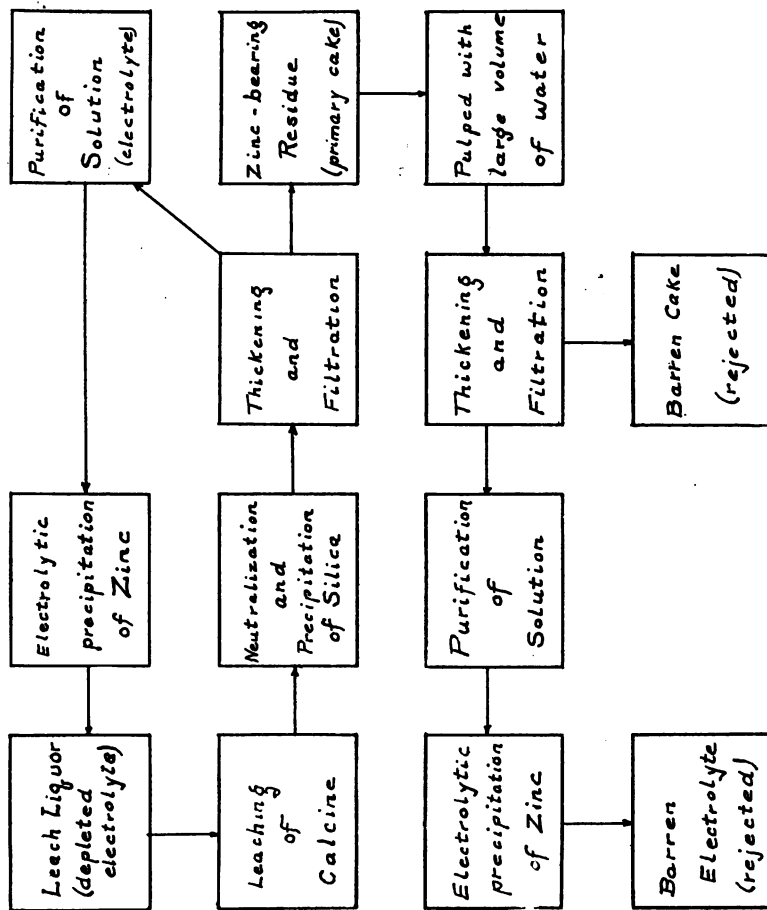 Purification
of
Solution
(electrolyte)
Electrolytic
precipitation
of Zinc
Leach Liquor
(depleted
electrolyte)
Leaching
of
Calcine
Neutralization
and
Precipitation
of Silica
Thickening
and
Filtration
Zinc-bearing
Residue
(primary cake)
Pulped with
large volume
of water
Thickening
and
Filtration
Barren Cake
(rejected)
Purification
of
Solution
Electrolytic
precipitation
of Zinc
Barren
Electrolyte
(rejected)